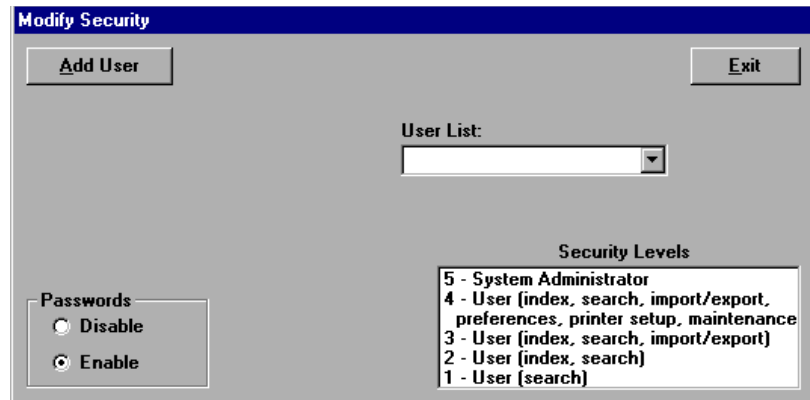 Modify Security
Add User
Exit
User List:
Security Levels
5 - System Administrator
4 - User (index, search, import/export,
preferences, printer setup, maintenance
3 - User (index, search, import/export)
2 - User (index, search)
1 - User (search)
Passwords
Disable
Enable